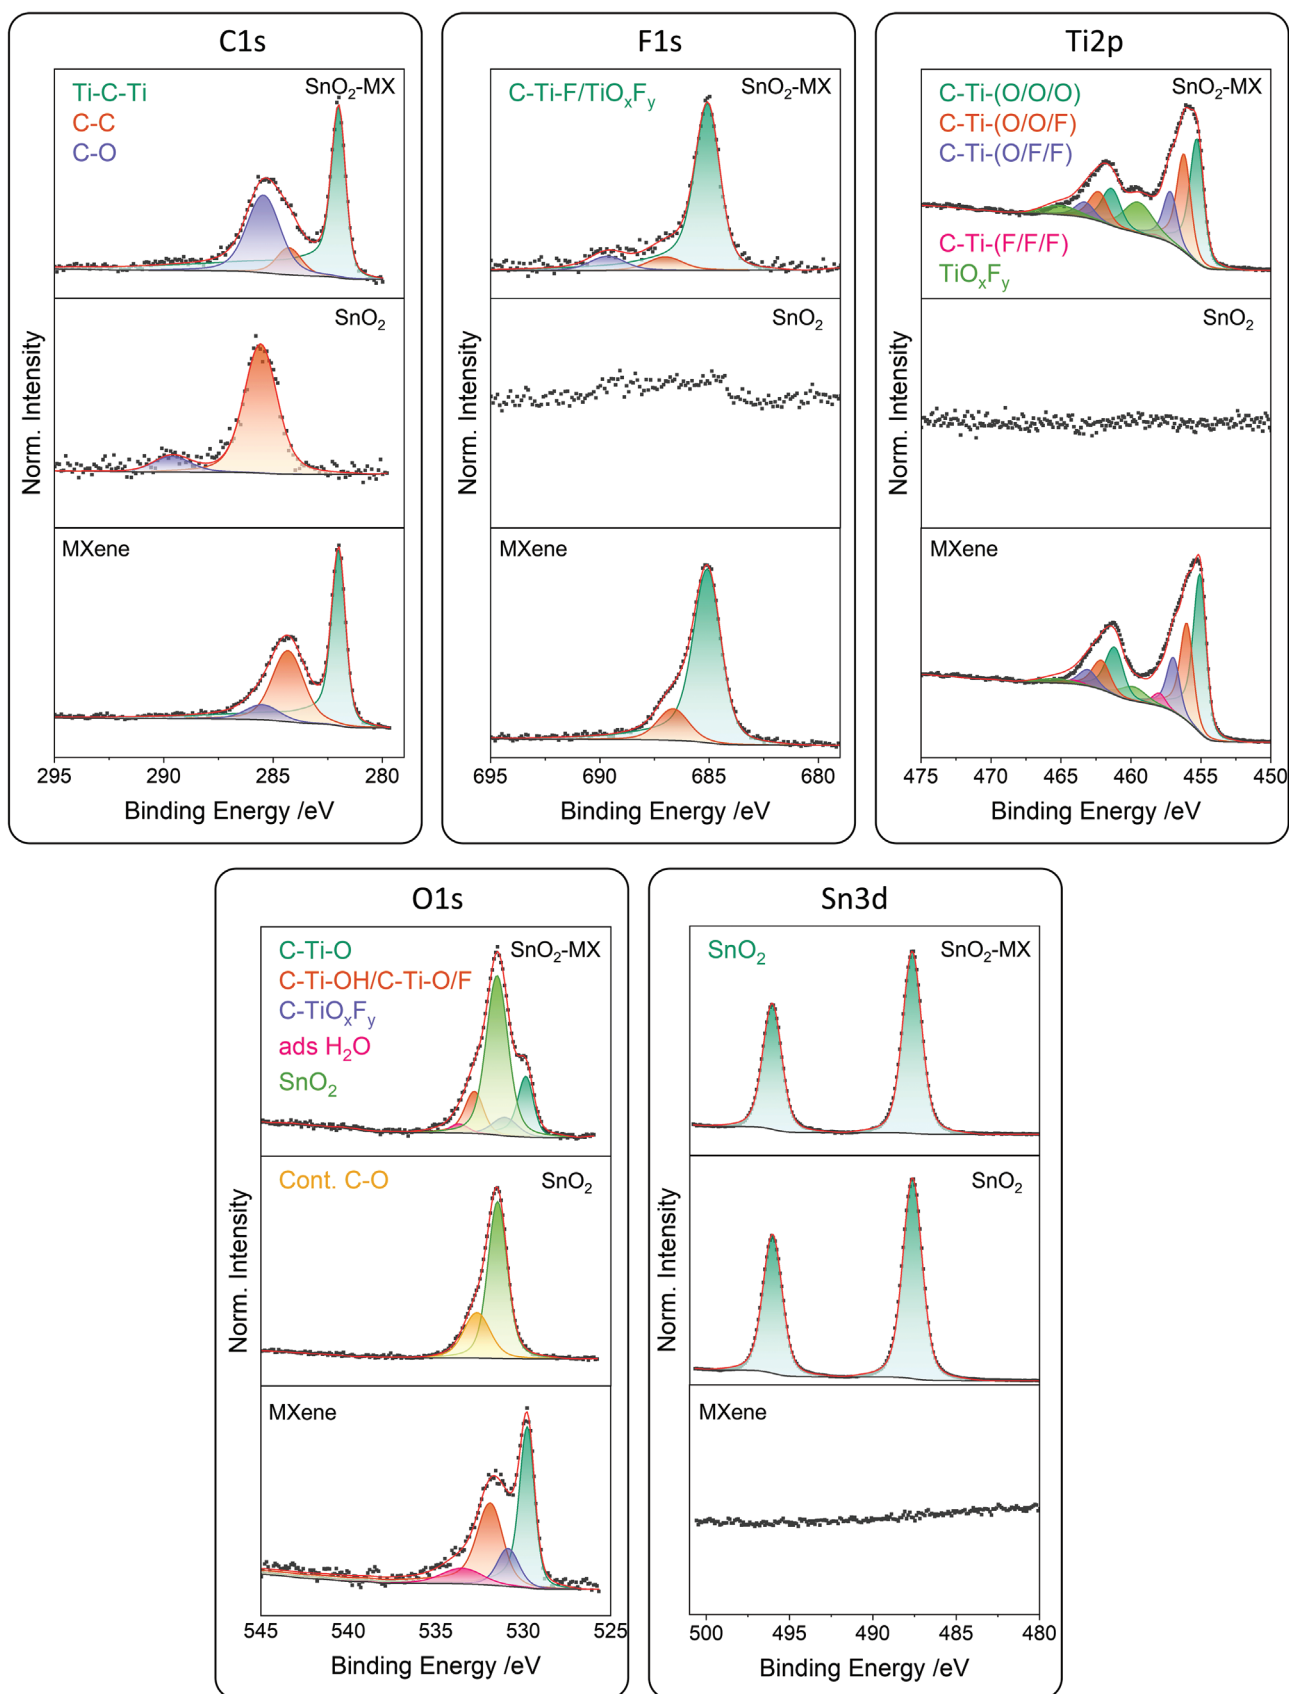 C1s
Ti-C-Ti
C-C
C-O
SnO₂-MX
SnO₂
MXene
Norm. Intensity
295 290 285 280
Binding Energy /eV
F1s
C-Ti-F/TiOₓFᵧ
SnO₂-MX
SnO₂
MXene
Norm. Intensity
695 690 685 680
Binding Energy /eV
Ti2p
C-Ti-(O/O/O)
C-Ti-(O/O/F)
C-Ti-(O/F/F)
C-Ti-(F/F/F)
TiOₓFᵧ
SnO₂-MX
SnO₂
MXene
Norm. Intensity
475 470 465 460 455 450
Binding Energy /eV
O1s
C-Ti-O
C-Ti-OH/C-Ti-O/F
C-TiOₓFᵧ
ads H₂O
SnO₂
SnO₂-MX
Cont. C-O
SnO₂
MXene
Norm. Intensity
545 540 535 530 525
Binding Energy /eV
Sn3d
SnO₂
SnO₂-MX
SnO₂
MXene
Norm. Intensity
500 495 490 485 480
Binding Energy /eV